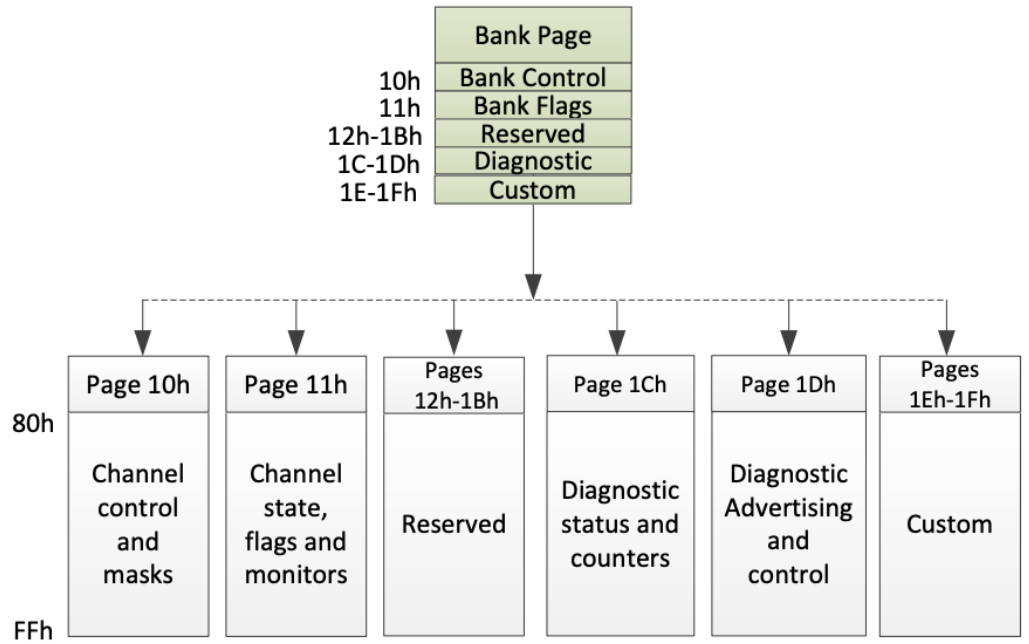 Bank Page
10h Bank Control
11h Bank Flags
12h-1Bh Reserved
1C-1Dh Diagnostic
1E-1Fh Custom
Page 10h
Page 11h
Pages
12h-1Bh
Page 1Ch
Page 1Dh
Pages
1Eh-1Fh
80h
Channel
control
and
masks
Channel
state,
flags and
monitors
Reserved
Diagnostic
status and
counters
Diagnostic
Advertising
and
control
Custom
FFh